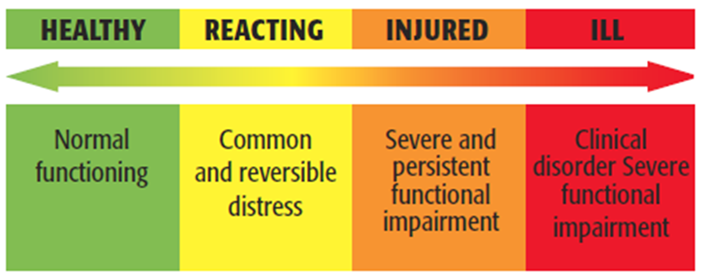 HEALTHY
REACTING
INJURED
ILL
Normal
functioning
Common
and reversible
distress
Severe and
persistent
functional
impairment
Clinical
disorder Severe
functional
impairment